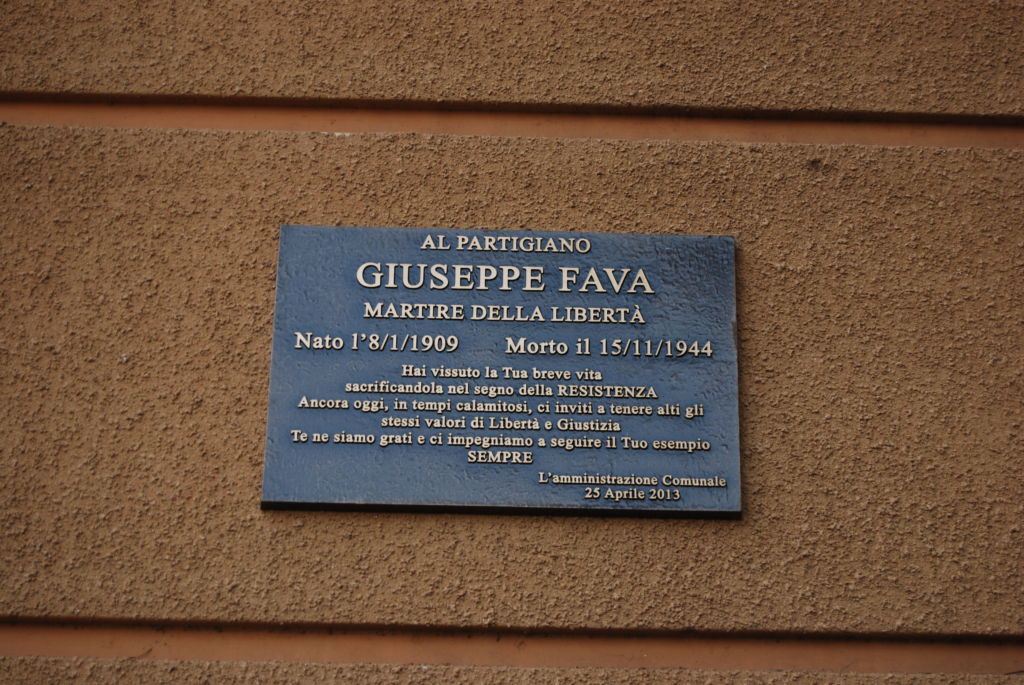 AL PARTIGIANO
GIUSEPPE FAVA
MARTIRE DELLA LIBERTÀ
Nato l'8/1/1909 Morto il 15/11/1944
Hai vissuto la Tua breve vita
sacrificandola nel segno della RESISTENZA
Ancora oggi, in tempi calamitosi, ci inviti a tenere alti gli
stessi valori di Libertà e Giustizia
Te ne siamo grati e ci impegniamo a seguire il Tuo esempio
SEMPRE
L'amministrazione Comunale
25 Aprile 2013